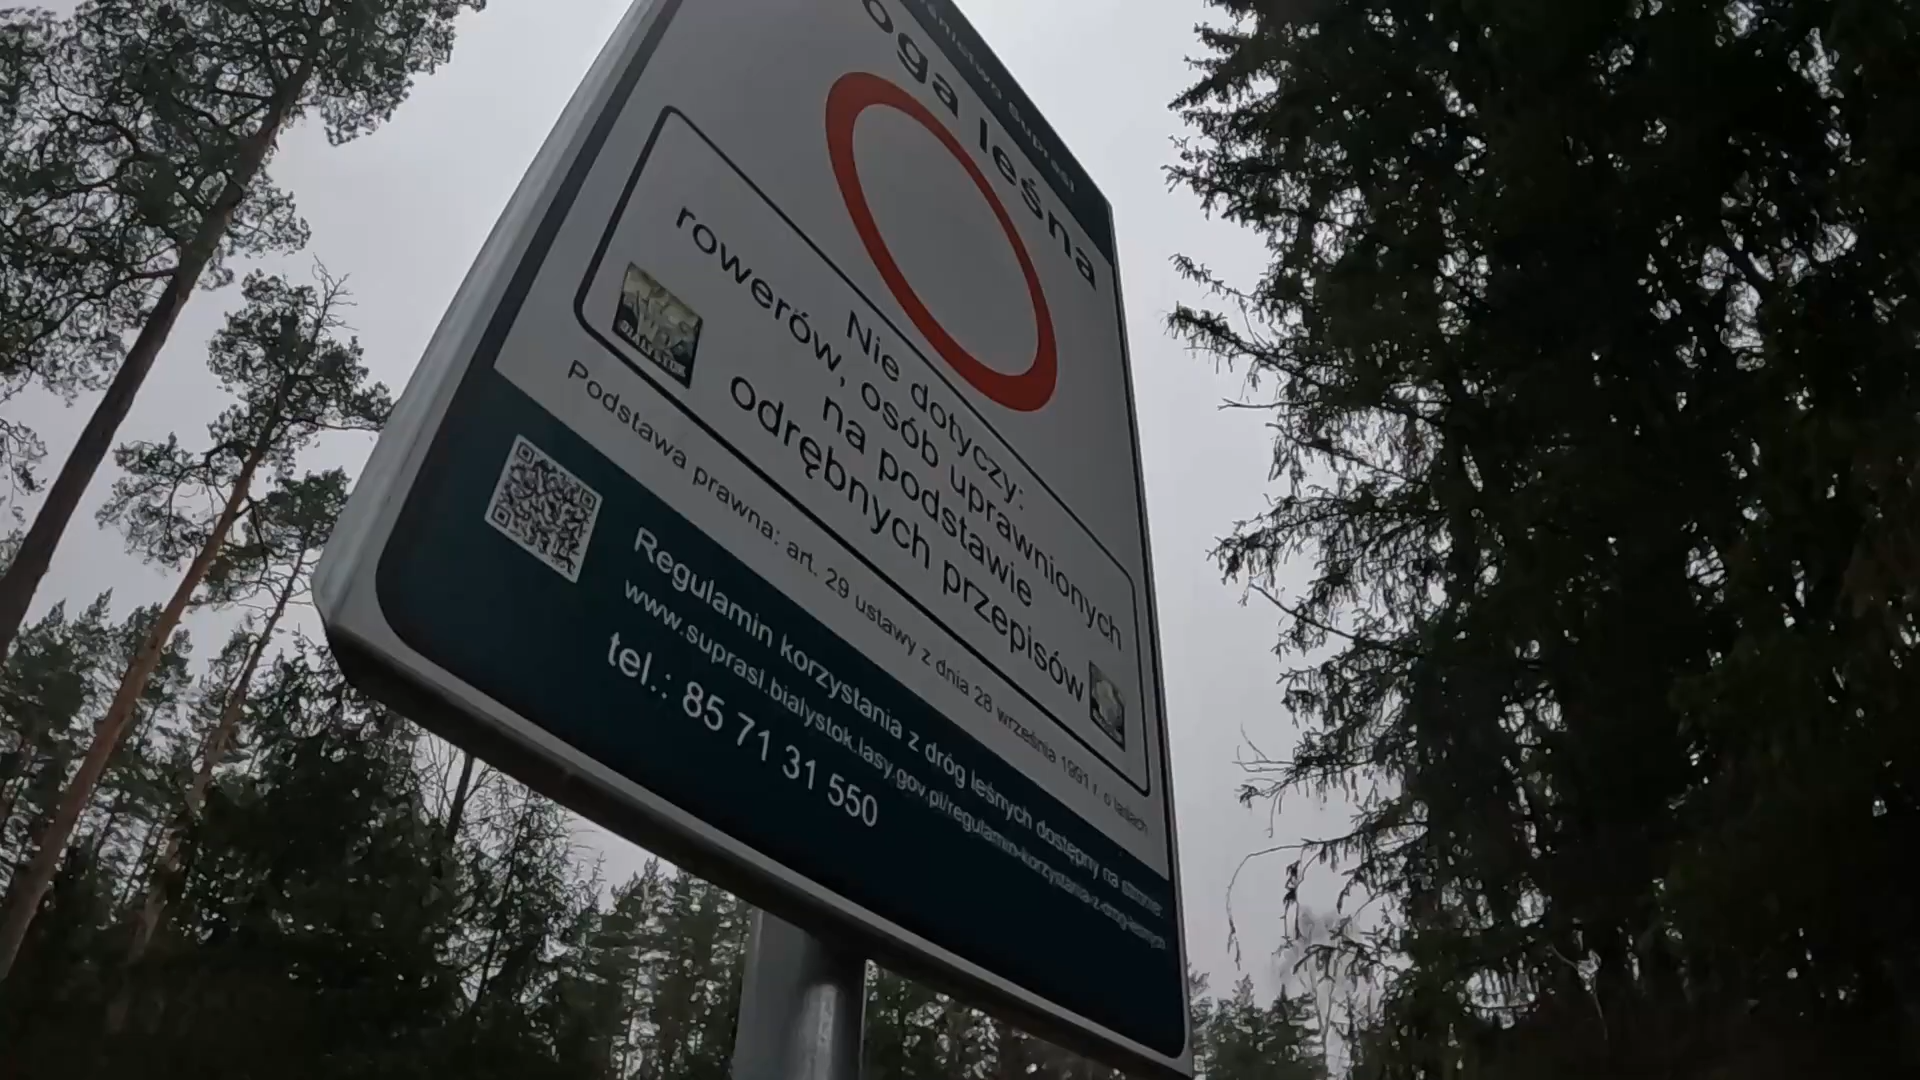 Supraśl
oga leśna
Nie dotyczy:
rowerów, osób uprawnionych
na podstawie
odrębnych przepisów
Podstawa prawna: art. 29 ustawy z dnia 28 września 1991 r. o lasach
Regulamin korzystania z dróg leśnych dostępny na stronie:
www.suprasl.bialystok.lasy.gov.pl/regulamin-korzystania-z-drog-lesnych
tel.: 85 71 31 550